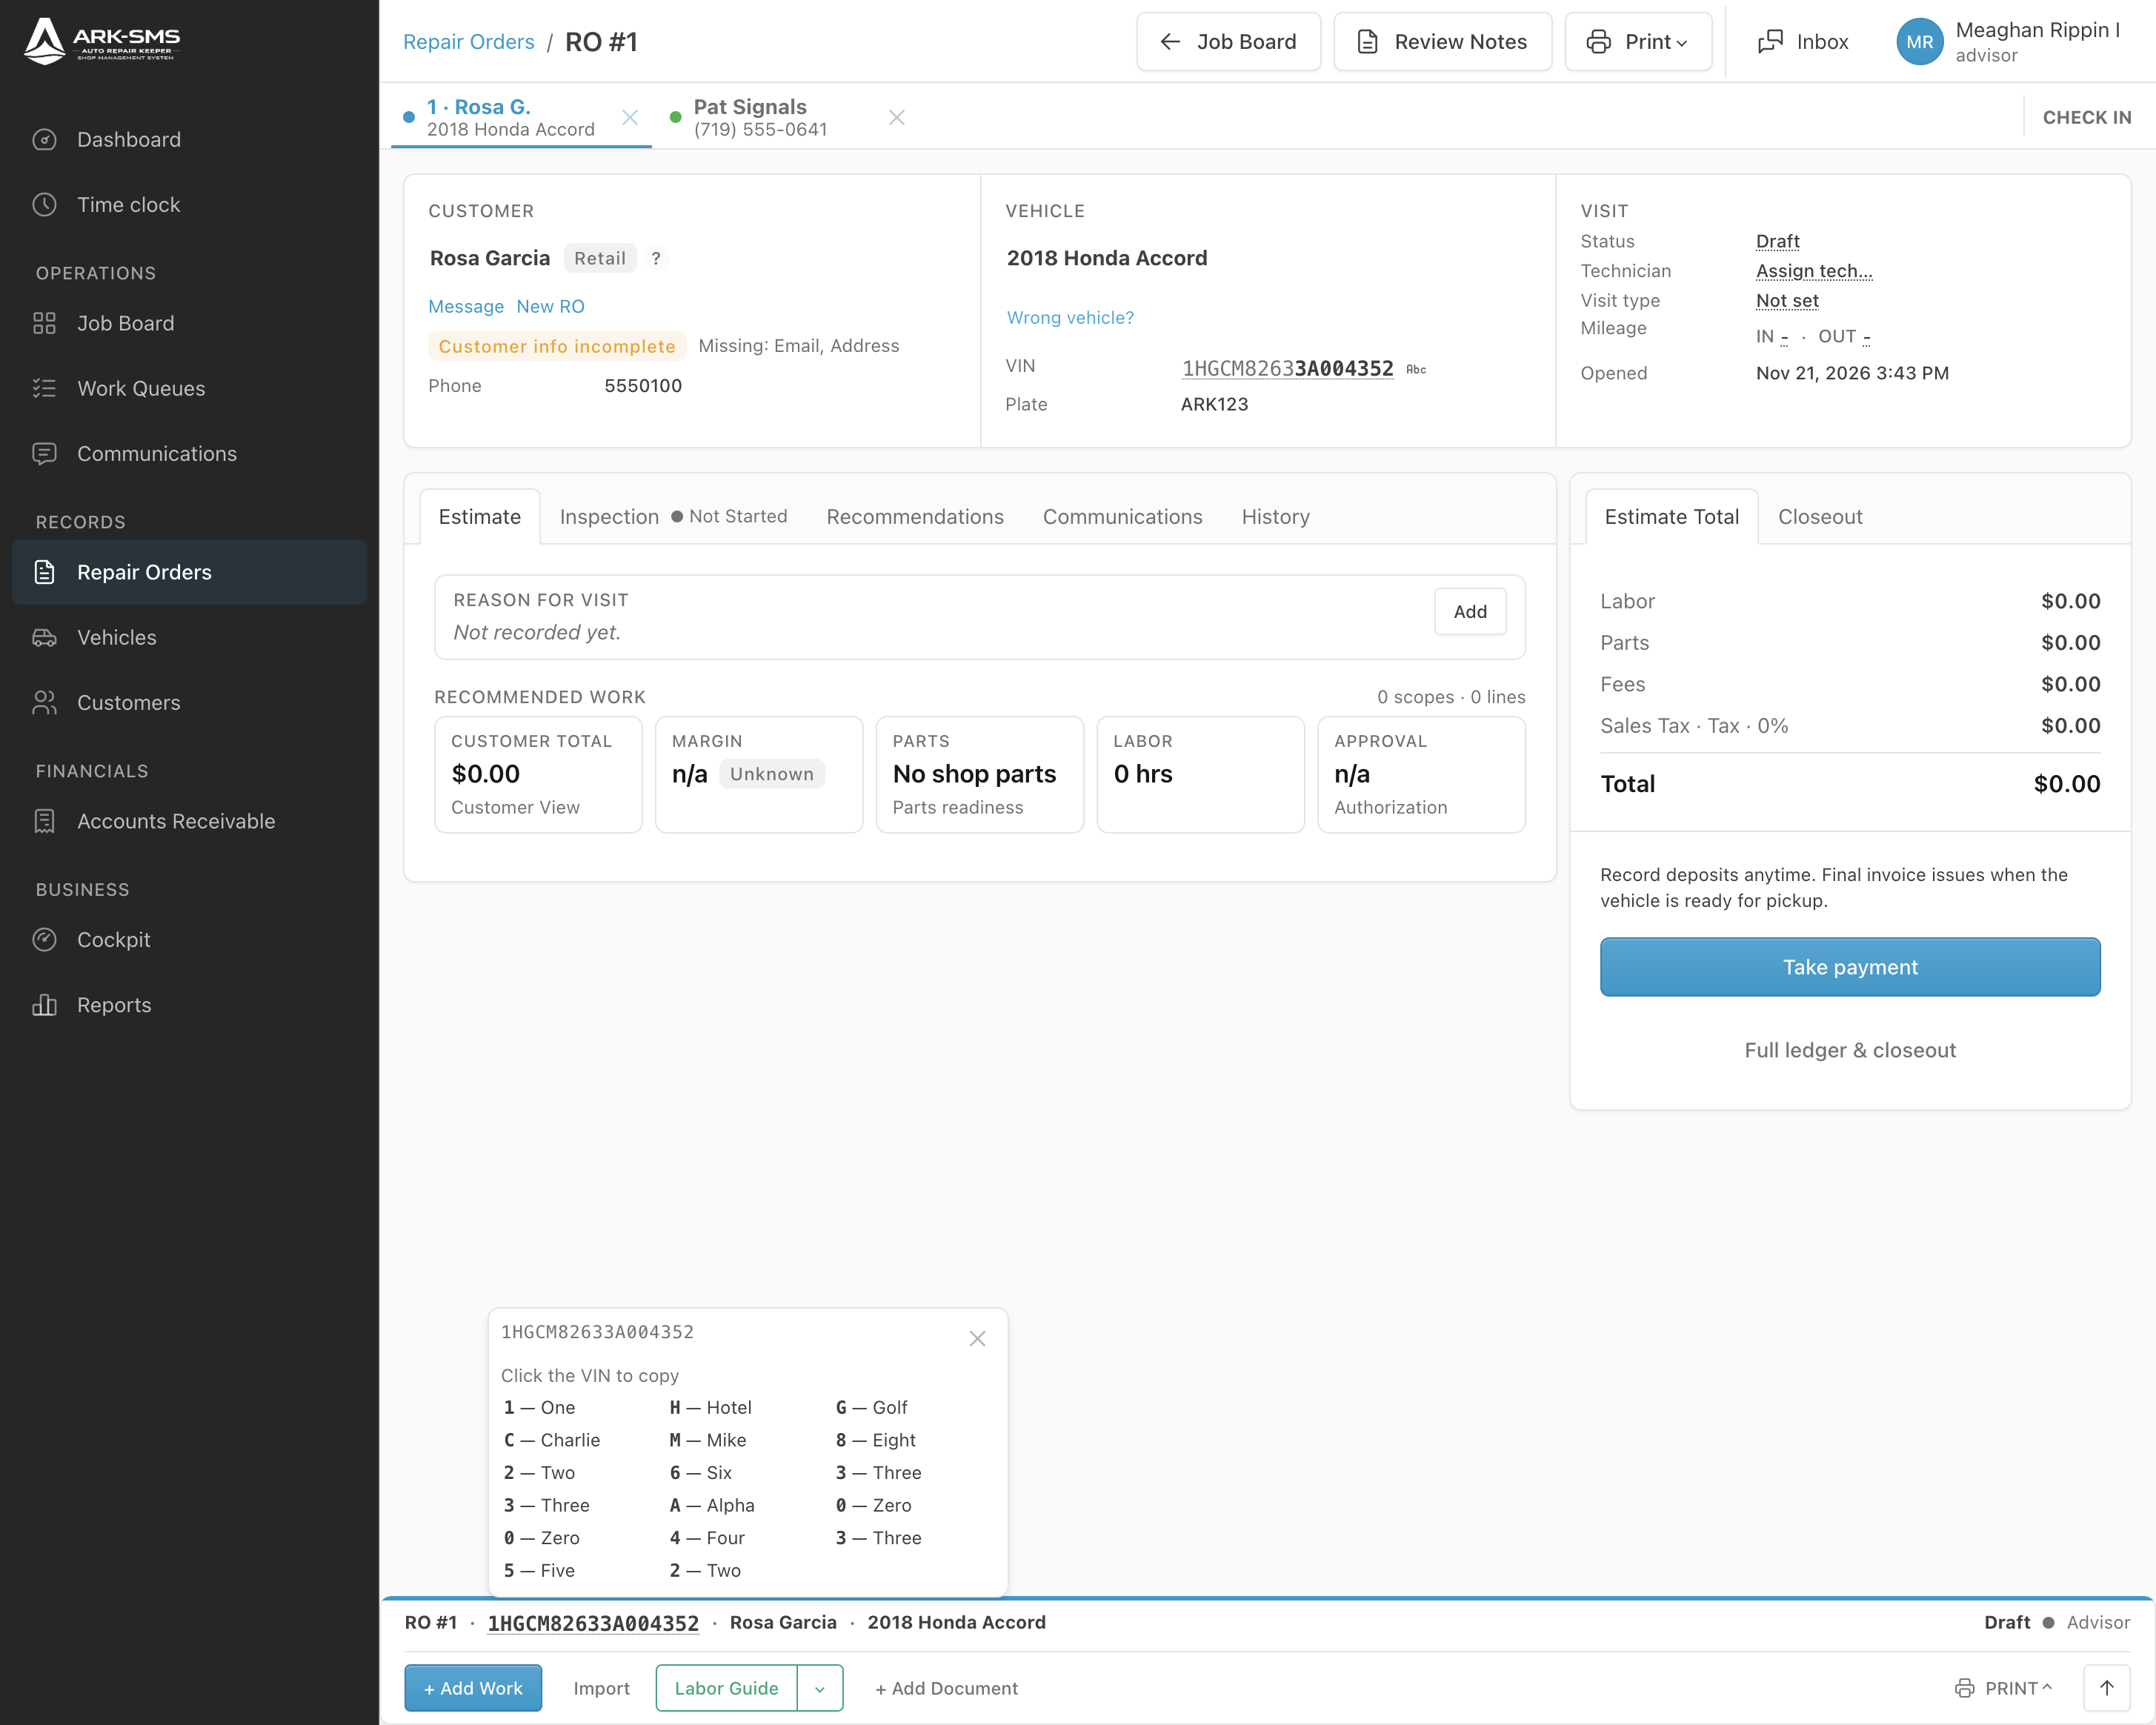 ARK-SMS
AUTO REPAIR KEEPER
SHOP MANAGEMENT SYSTEM
Dashboard
Time clock
OPERATIONS
Job Board
Work Queues
Communications
RECORDS
Repair Orders
Vehicles
Customers
FINANCIALS
Accounts Receivable
BUSINESS
Cockpit
Reports
Repair Orders / RO #1
Job Board
Review Notes
Print
Inbox
MR
Meaghan Rippin I
advisor
1 · Rosa G.
2018 Honda Accord
Pat Signals
(719) 555-0641
CHECK IN
CUSTOMER
Rosa Garcia Retail ?
Message New RO
Customer info incomplete Missing: Email, Address
Phone 5550100
VEHICLE
2018 Honda Accord
Wrong vehicle?
VIN 1HGCM82633A004352 Abc
Plate ARK123
VISIT
Status Draft
Technician Assign tech...
Visit type Not set
Mileage IN - · OUT -
Opened Nov 21, 2026 3:43 PM
Estimate Inspection Not Started Recommendations Communications History
REASON FOR VISIT
Not recorded yet.
Add
RECOMMENDED WORK 0 scopes · 0 lines
CUSTOMER TOTAL
$0.00
Customer View
MARGIN
n/a Unknown
PARTS
No shop parts
Parts readiness
LABOR
0 hrs
APPROVAL
n/a
Authorization
Estimate Total Closeout
Labor $0.00
Parts $0.00
Fees $0.00
Sales Tax · Tax · 0% $0.00
Total $0.00
Record deposits anytime. Final invoice issues when the
vehicle is ready for pickup.
Take payment
Full ledger & closeout
1HGCM82633A004352
Click the VIN to copy
1 — One H — Hotel G — Golf
C — Charlie M — Mike 8 — Eight
2 — Two 6 — Six 3 — Three
3 — Three A — Alpha 0 — Zero
0 — Zero 4 — Four 3 — Three
5 — Five 2 — Two
RO #1 · 1HGCM82633A004352 · Rosa Garcia · 2018 Honda Accord
Draft Advisor
+ Add Work Import Labor Guide + Add Document
PRINT